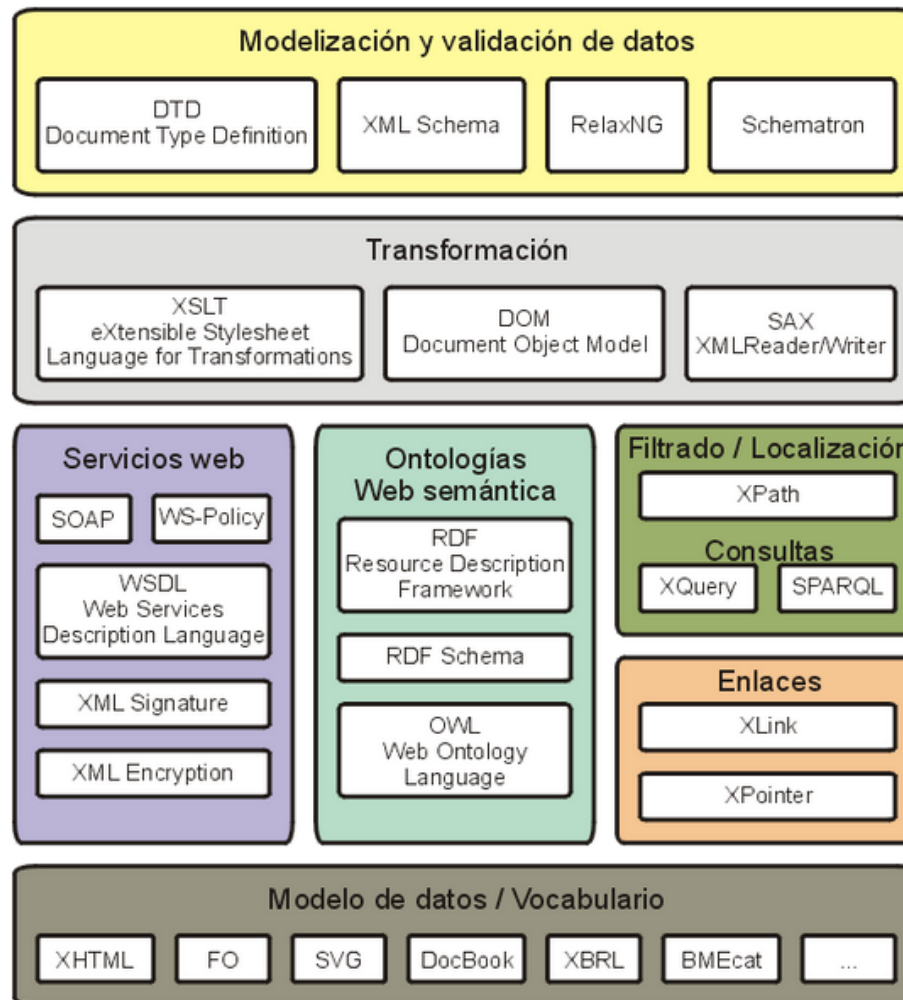 Modelización y validación de datos
DTD
Document Type Definition
XML Schema
RelaxNG
Schematron
Transformación
XSLT
eXtensible Stylesheet
Language for Transformations
DOM
Document Object Model
SAX
XMLReader/Writer
Servicios web
SOAP
WS-Policy
WSDL
Web Services
Description Language
XML Signature
XML Encryption
Ontologías
Web semántica
RDF
Resource Description
Framework
RDF Schema
OWL
Web Ontology
Language
Filtrado / Localización
XPath
Consultas
XQuery
SPARQL
Enlaces
XLink
XPointer
Modelo de datos / Vocabulario
XHTML
FO
SVG
DocBook
XBRL
BMEcat
...